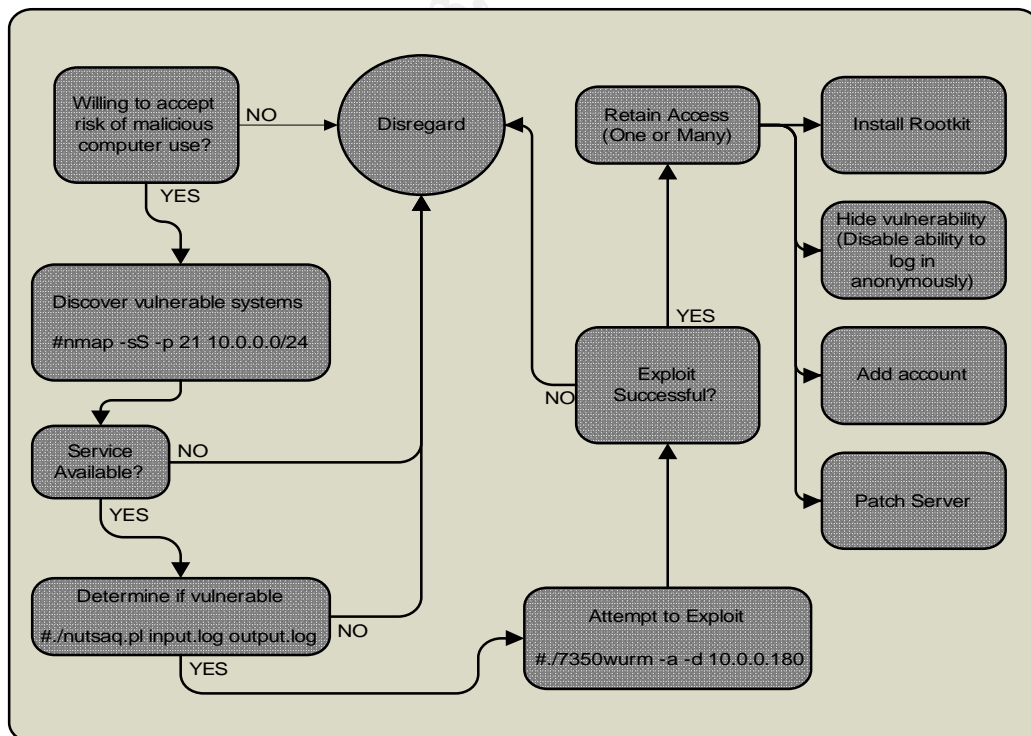 Willing to accept
risk of malicious
computer use?
NO
Disregard
YES
Discover vulnerable systems
#nmap -sS -p 21 10.0.0.0/24
Service
Available?
NO
YES
Determine if vulnerable
#./nutsaq.pl input.log output.log
NO
YES
Attempt to Exploit
#./7350wurm -a -d 10.0.0.180
Exploit
Successful?
NO
YES
Retain Access
(One or Many)
Install Rootkit
Hide vulnerability
(Disable ability to
log in
anonymously)
Add account
Patch Server